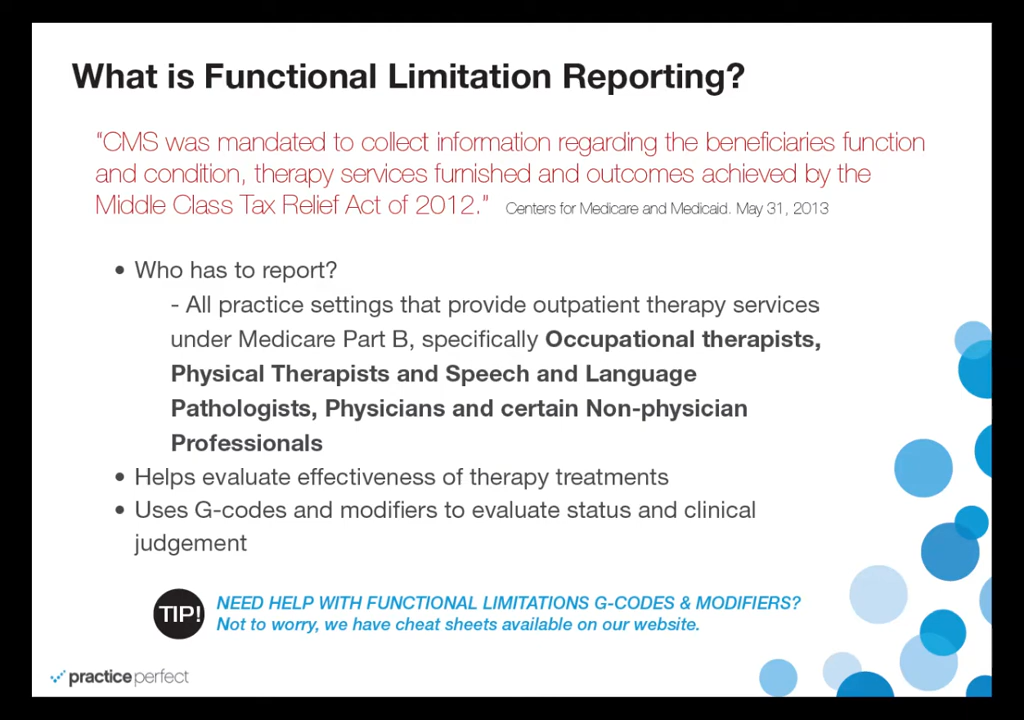 What is Functional Limitation Reporting?
"CMS was mandated to collect information regarding the beneficiaries function
and condition, therapy services furnished and outcomes achieved by the
Middle Class Tax Relief Act of 2012." Centers for Medicare and Medicaid. May 31, 2013
• Who has to report?
- All practice settings that provide outpatient therapy services
under Medicare Part B, specifically Occupational therapists,
Physical Therapists and Speech and Language
Pathologists, Physicians and certain Non-physician
Professionals
• Helps evaluate effectiveness of therapy treatments
• Uses G-codes and modifiers to evaluate status and clinical
judgement
TIP! NEED HELP WITH FUNCTIONAL LIMITATIONS G-CODES & MODIFIERS?
Not to worry, we have cheat sheets available on our website.
practice perfect